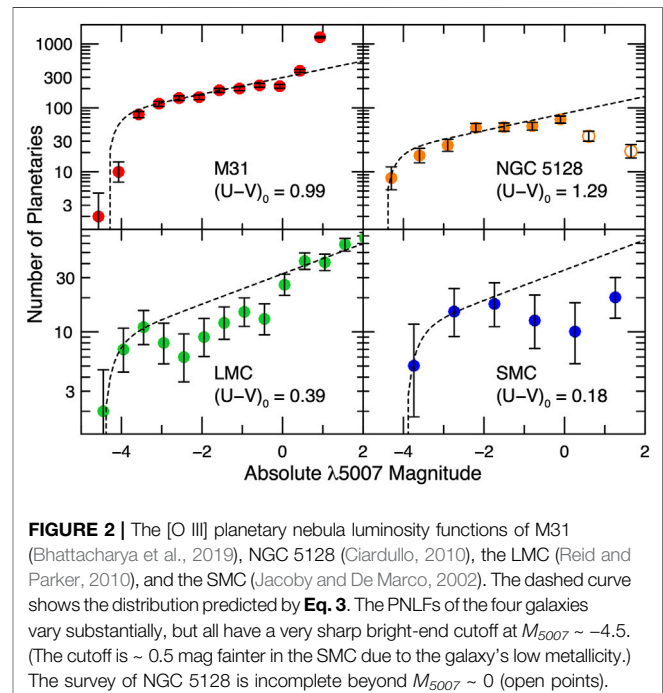 1000
300
100
30
10
3
M31
(U−V)₀ = 0.99
NGC 5128
(U−V)₀ = 1.29
Number of Planetaries
30
10
3
LMC
(U−V)₀ = 0.39
SMC
(U−V)₀ = 0.18
−4 −2 0 2 −4 −2 0 2
Absolute λ5007 Magnitude
FIGURE 2 | The [O III] planetary nebula luminosity functions of M31
(Bhattacharya et al., 2019), NGC 5128 (Ciardullo, 2010), the LMC (Reid and
Parker, 2010), and the SMC (Jacoby and De Marco, 2002). The dashed curve
shows the distribution predicted by Eq. 3. The PNLFs of the four galaxies
vary substantially, but all have a very sharp bright-end cutoff at M₅₀₀₇ ~ −4.5.
(The cutoff is ~ 0.5 mag fainter in the SMC due to the galaxy's low metallicity.)
The survey of NGC 5128 is incomplete beyond M₅₀₀₇ ~ 0 (open points).